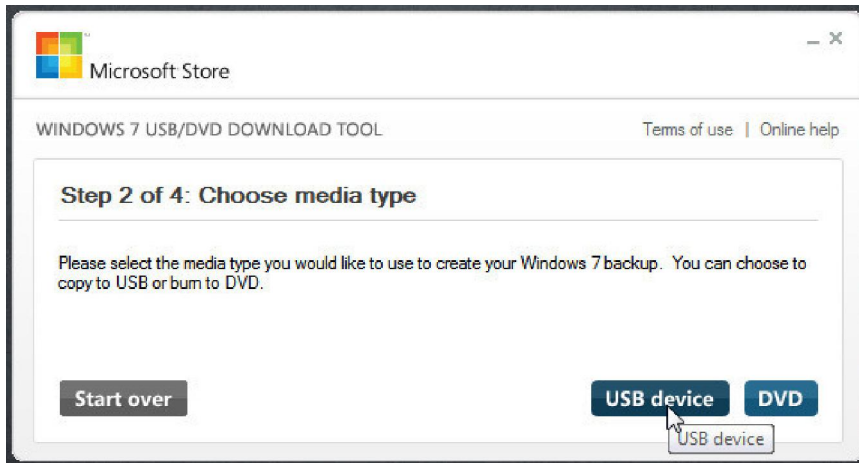 Microsoft Store
WINDOWS 7 USB/DVD DOWNLOAD TOOL
Terms of use | Online help
Step 2 of 4: Choose media type
Please select the media type you would like to use to create your Windows 7 backup. You can choose to
copy to USB or burn to DVD.
Start over
USB device
DVD
USB device